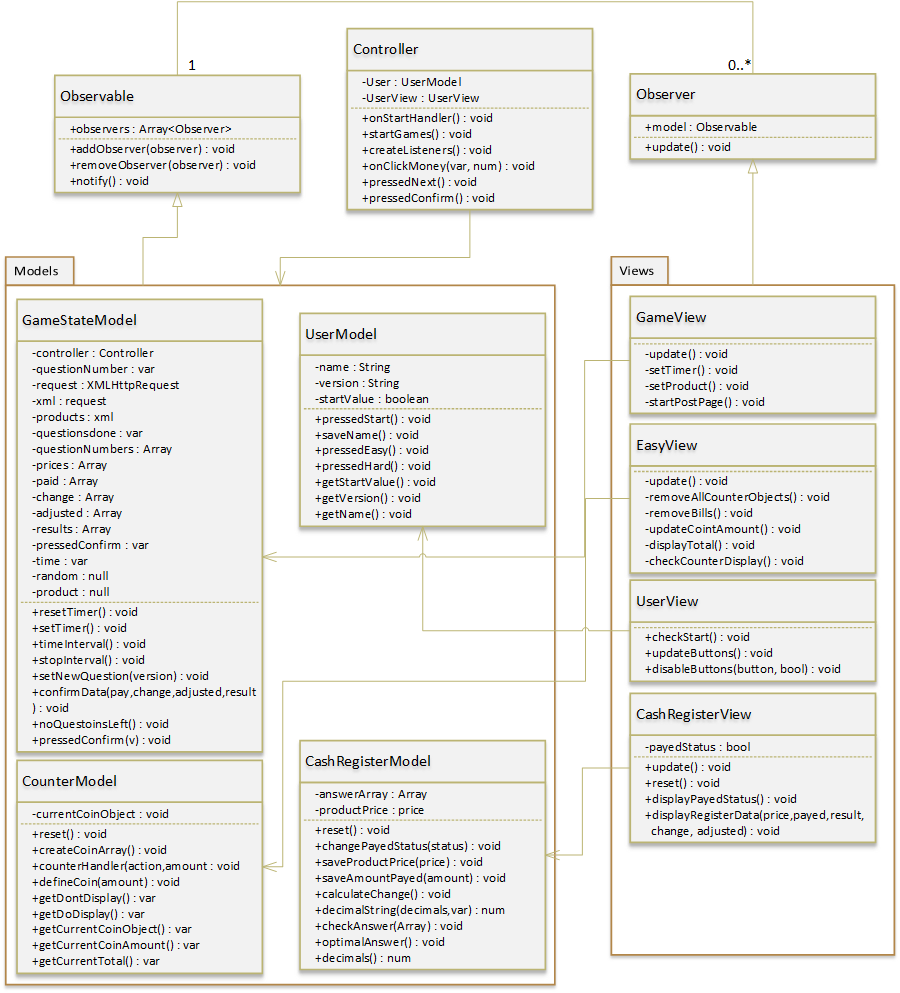 1
0..*
Observable
+observers : Array<Observer>
+addObserver(observer) : void
+removeObserver(observer) : void
+notify() : void
Controller
-User : UserModel
-UserView : UserView
+onStartHandler() : void
+startGames() : void
+createListeners() : void
+onClickMoney(var, num) : void
+pressedNext() : void
+pressedConfirm() : void
Observer
+model : Observable
+update() : void
Models
GameStateModel
-controller : Controller
-questionNumber : var
-request : XMLHttpRequest
-xml : request
-products : xml
-questionsdone : var
-questionNumbers : Array
-prices : Array
-paid : Array
-change : Array
-adjusted : Array
-results : Array
-pressedConfirm : var
-time : var
-random : null
-product : null
+resetTimer() : void
+setTimer() : void
+timeInterval() : void
+stopInterval() : void
+setNewQuestion(version) : void
+confirmData(pay,change,adjusted,result
) : void
+noQuestoinsLeft() : void
+pressedConfirm(v) : void
UserModel
-name : String
-version : String
-startValue : boolean
+pressedStart() : void
+saveName() : void
+pressedEasy() : void
+pressedHard() : void
+getStartValue() : void
+getVersion() : void
+getName() : void
CounterModel
-currentCoinObject : void
+reset() : void
+createCoinArray() : void
+counterHandler(action,amount : void
+defineCoin(amount) : void
+getDontDisplay() : var
+getDoDisplay() : var
+getCurrentCoinObject() : var
+getCurrentCoinAmount() : var
+getCurrentTotal() : var
CashRegisterModel
-answerArray : Array
-productPrice : price
+reset() : void
+changePayedStatus(status) : void
+saveProductPrice(price) : void
+saveAmountPayed(amount) : void
+calculateChange() : void
+decimalString(decimals,var) : num
+checkAnswer(Array) : void
+optimalAnswer() : void
+decimals() : num
Views
GameView
-update() : void
-setTimer() : void
-setProduct() : void
-startPostPage() : void
EasyView
-update() : void
-removeAllCounterObjects() : void
-removeBills() : void
-updateCointAmount() : void
-displayTotal() : void
-checkCounterDisplay() : void
UserView
+checkStart() : void
+updateButtons() : void
+disableButtons(button, bool) : void
CashRegisterView
-payedStatus : bool
+update() : void
+reset() : void
+displayPayedStatus() : void
+displayRegisterData(price,payed,result,
change, adjusted) : void